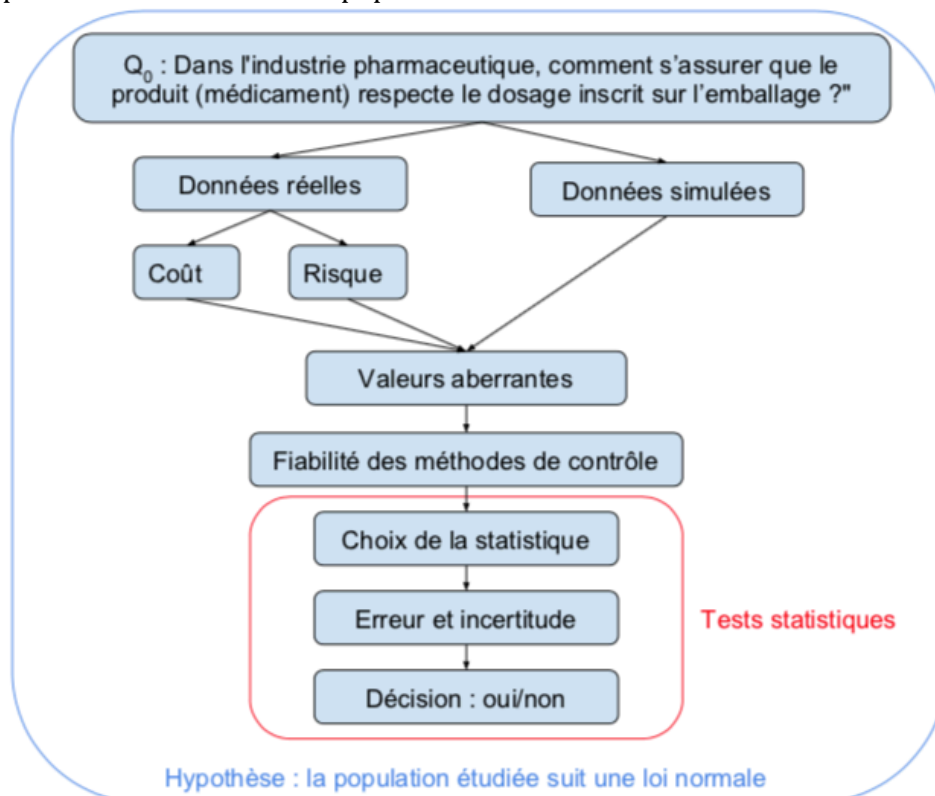 Q0 : Dans l'industrie pharmaceutique, comment s'assurer que le
produit (médicament) respecte le dosage inscrit sur l'emballage ?"
Données réelles
Données simulées
Coût
Risque
Valeurs aberrantes
Fiabilité des méthodes de contrôle
Choix de la statistique
Erreur et incertitude
Tests statistiques
Décision : oui/non
Hypothèse : la population étudiée suit une loi normale